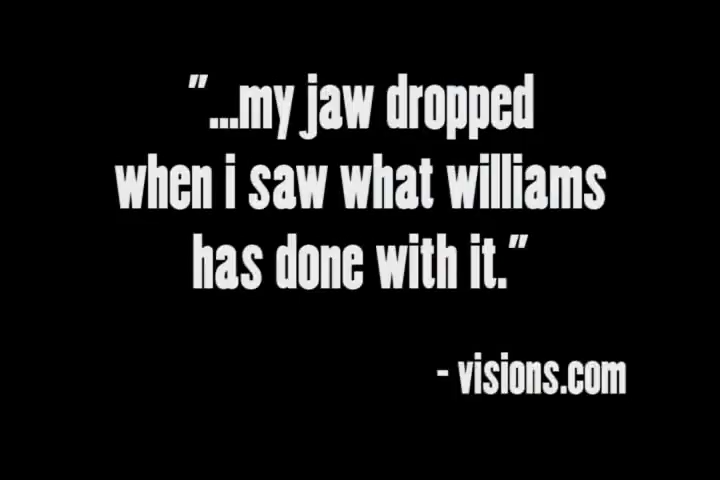 "...my jaw dropped
when i saw what williams
has done with it."
- visions.com